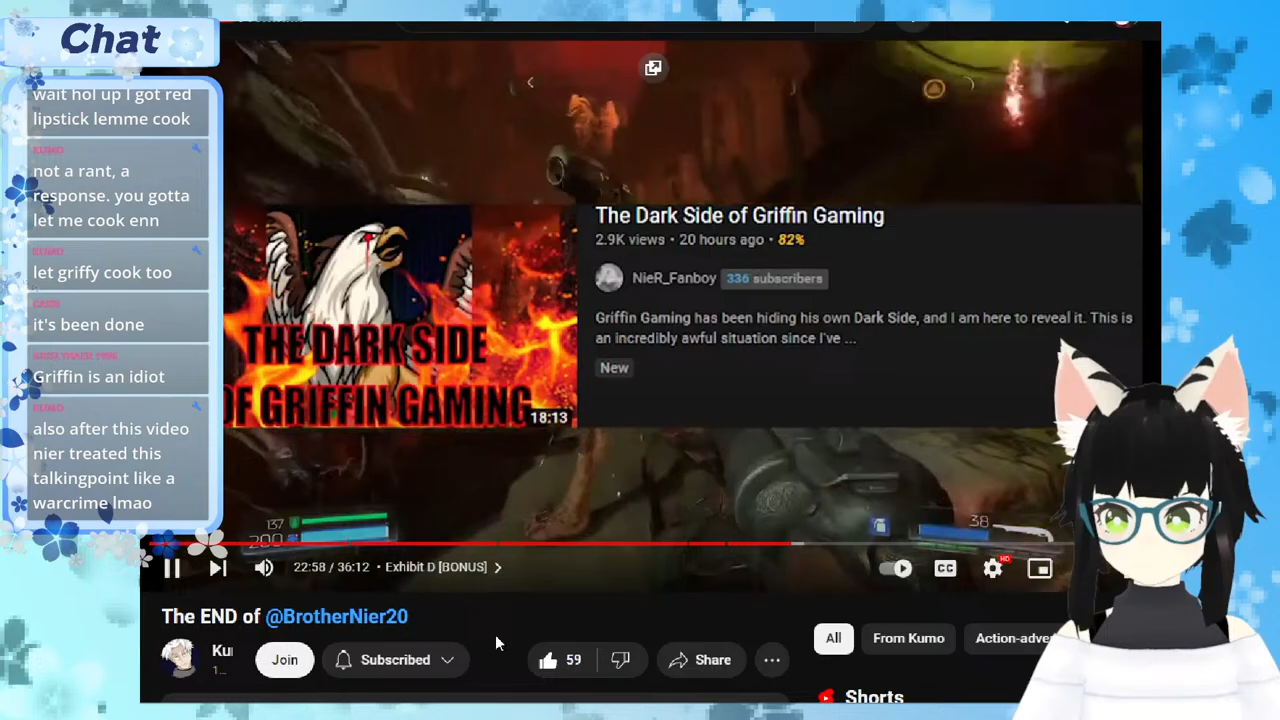 Chat
wait hol up I got red
lipstick lemme cook
not a rant, a
response. you gotta
let me cook enn
let griffy cook too
it's been done
Griffin is an idiot
also after this video
nier treated this
talkingpoint like a
warcrime lmao
The Dark Side of Griffin Gaming
2.9K views • 20 hours ago • 82%
NieR_Fanboy 336 subscribers
Griffin Gaming has been hiding his own Dark Side, and I am here to reveal it. This is
an incredibly awful situation since I've ...
New
THE DARK SIDE
OF GRIFFIN GAMING
18:13
137
200
38
22:58 / 36:12 • Exhibit D [BONUS]
CC
HD
The END of @BrotherNier20
Join
Subscribed
59
Share
All
From Kumo
Action-adven
Shorts